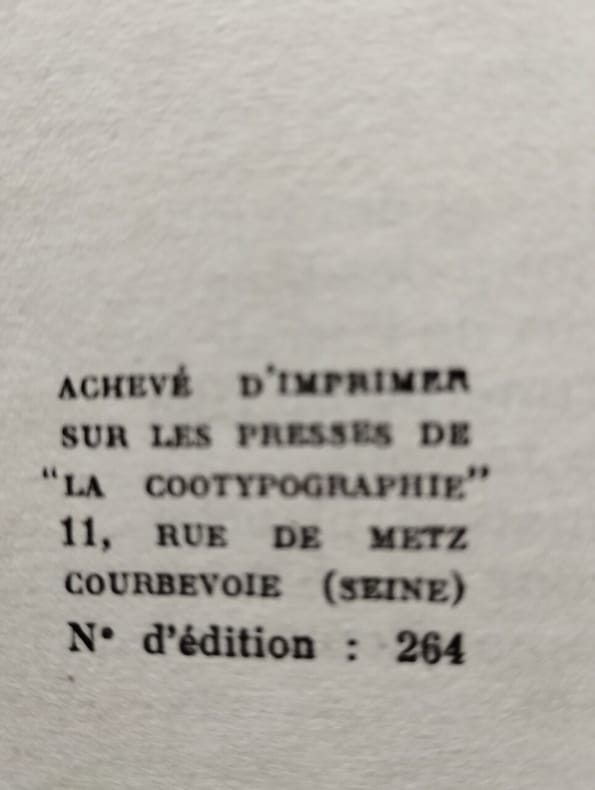 ACHEVÉ D'IMPRIMER
SUR LES PRESSES DE
“LA COOTYPOGRAPHIE”
11, RUE DE METZ
COURBEVOIE (SEINE)
N° d'édition : 264